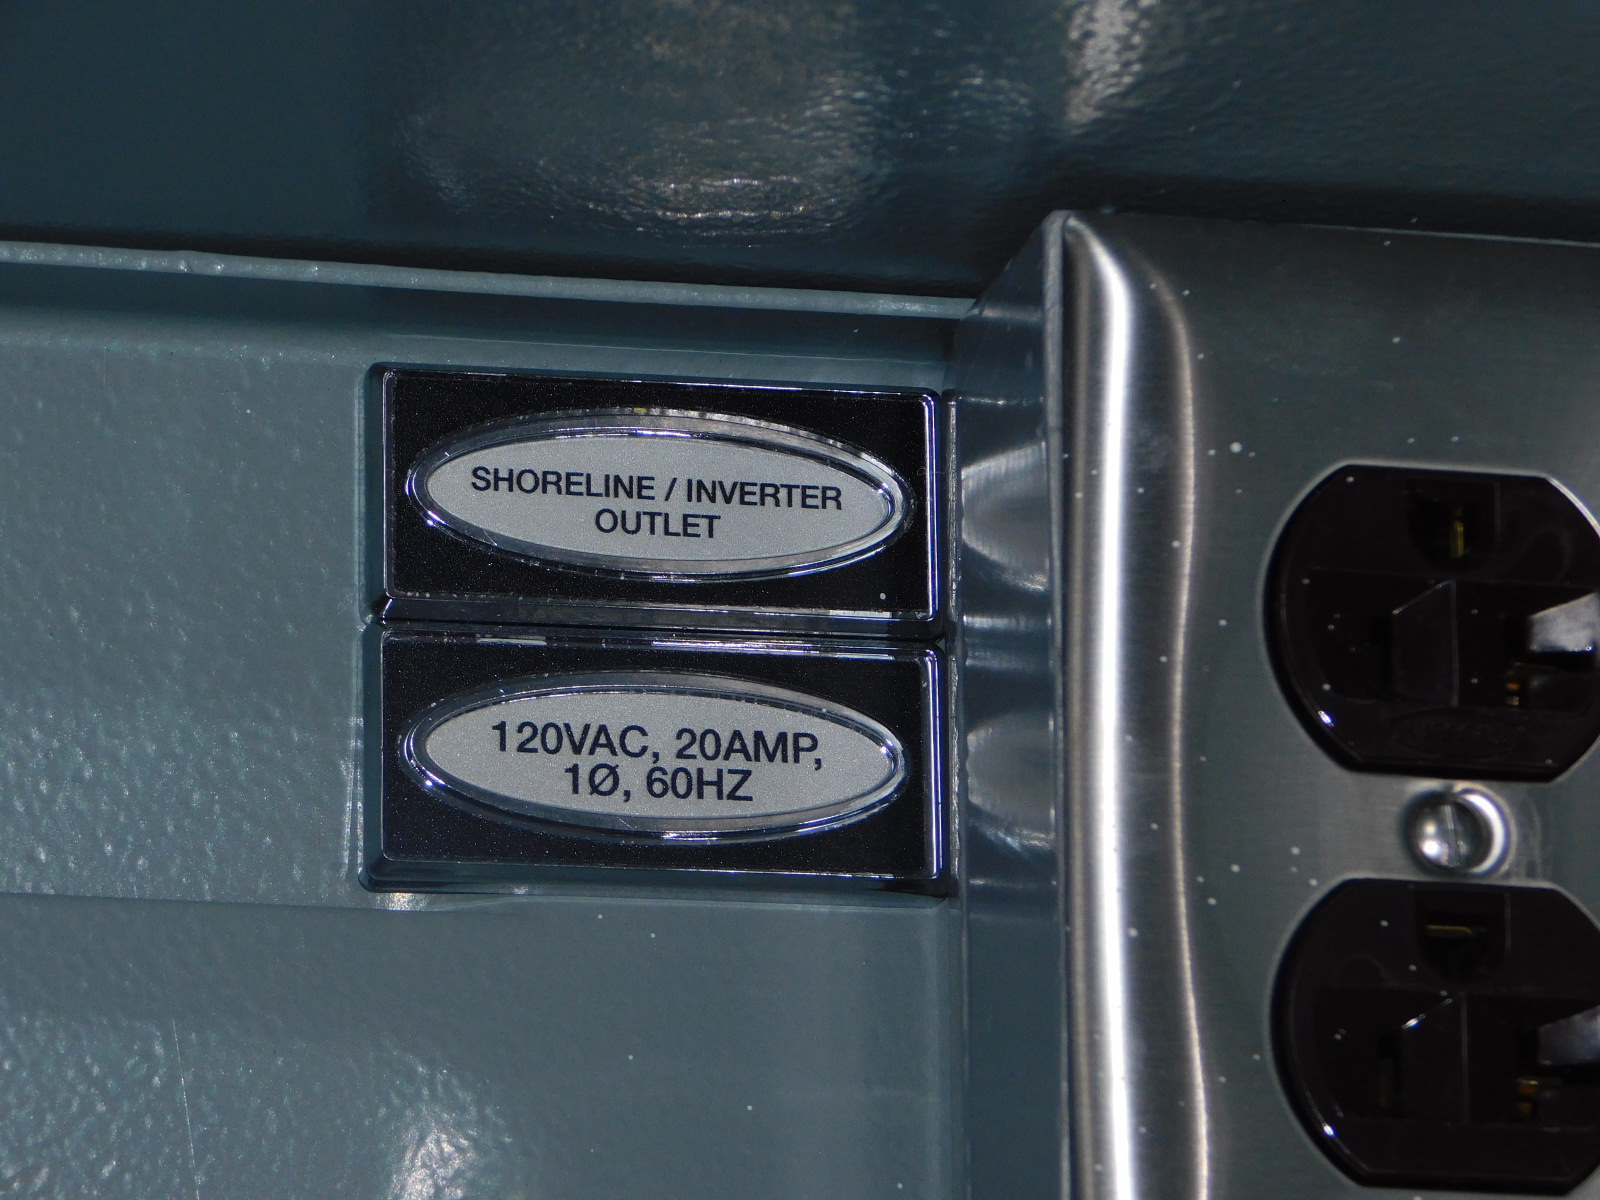 SHORELINE / INVERTER
OUTLET
120VAC, 20AMP,
1Ø, 60HZ